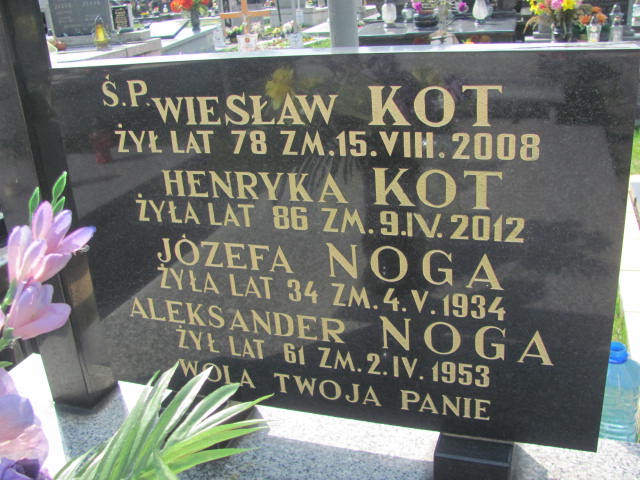 Ś.P. WIESŁAW KOT
ŻYŁ LAT 78 ZM. 15.VIII.2008
HENRYKA KOT
ŻYŁA LAT 86 ZM. 9.IV.2012
JÓZEFA NOGA
ŻYŁA LAT 34 ZM. 4.V.1934
ALEKSANDER NOGA
ŻYŁ LAT 61 ZM. 2.IV.1953
WOLA TWOJA PANIE